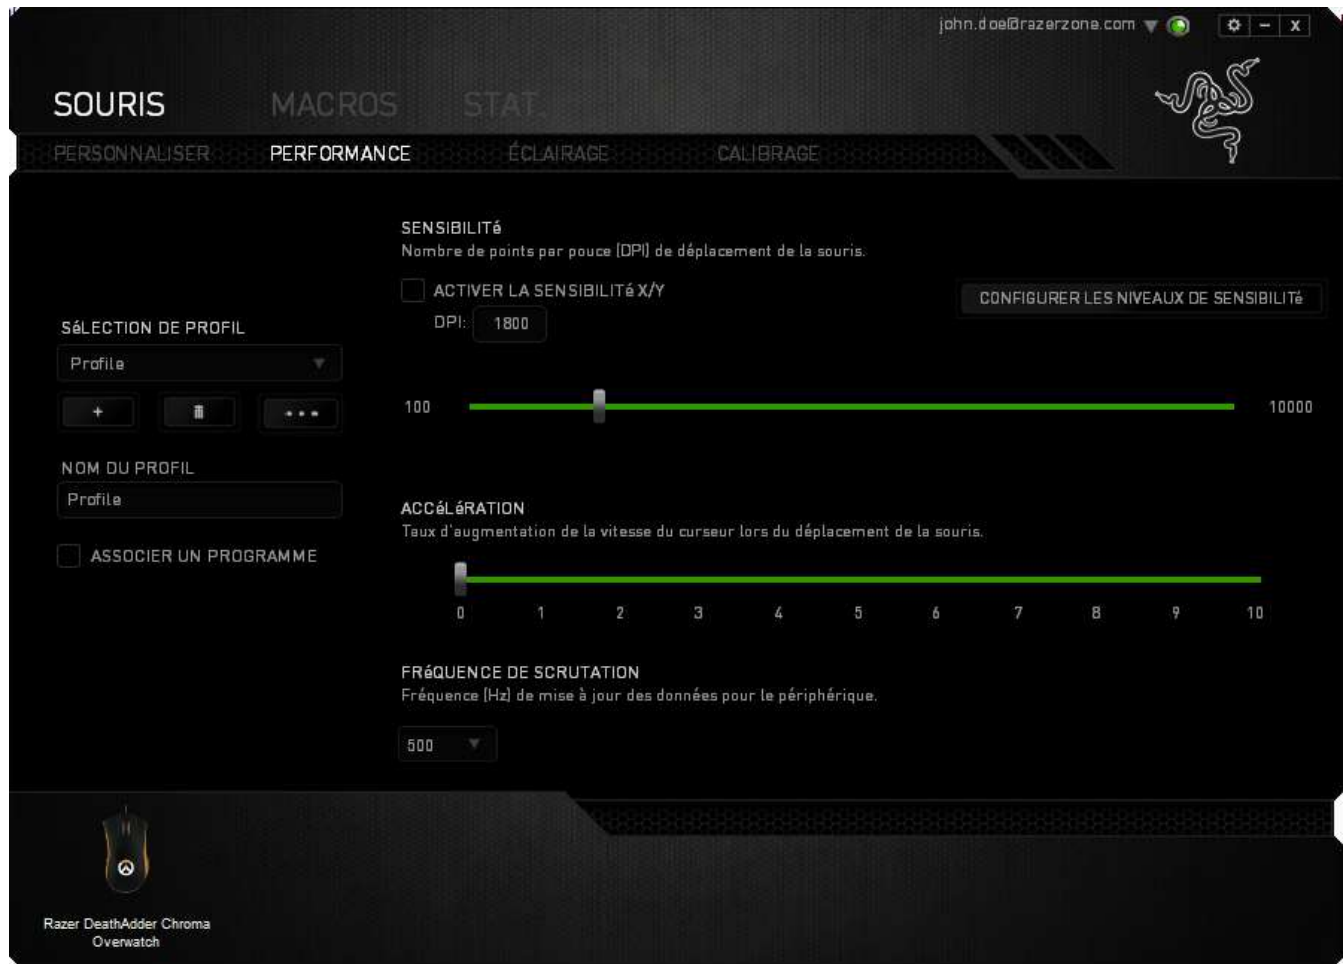 john.doe@razerzone.com
x
SOURIS MACROS STAT
PERSONNALISER PERFORMANCE ÉCLAIRAGE CALIBRAGE
SÉLECTION DE PROFIL
Profile
+
NOM DU PROFIL
Profile
ASSOCIER UN PROGRAMME
SENSIBILITé
Nombre de points par pouce (DPI) de déplacement de la souris.
ACTIVER LA SENSIBILITé X/Y
DPI: 1800
CONFIGURER LES NIVEAUX DE SENSIBILITé
100 10000
ACCéLéRATION
Taux d'augmentation de la vitesse du curseur lors du déplacement de la souris.
0 1 2 3 4 5 6 7 8 9 10
FRéQUENCE DE SCRUTATION
Fréquence (Hz) de mise à jour des données pour le périphérique.
500
Razer DeathAdder Chroma
Overwatch